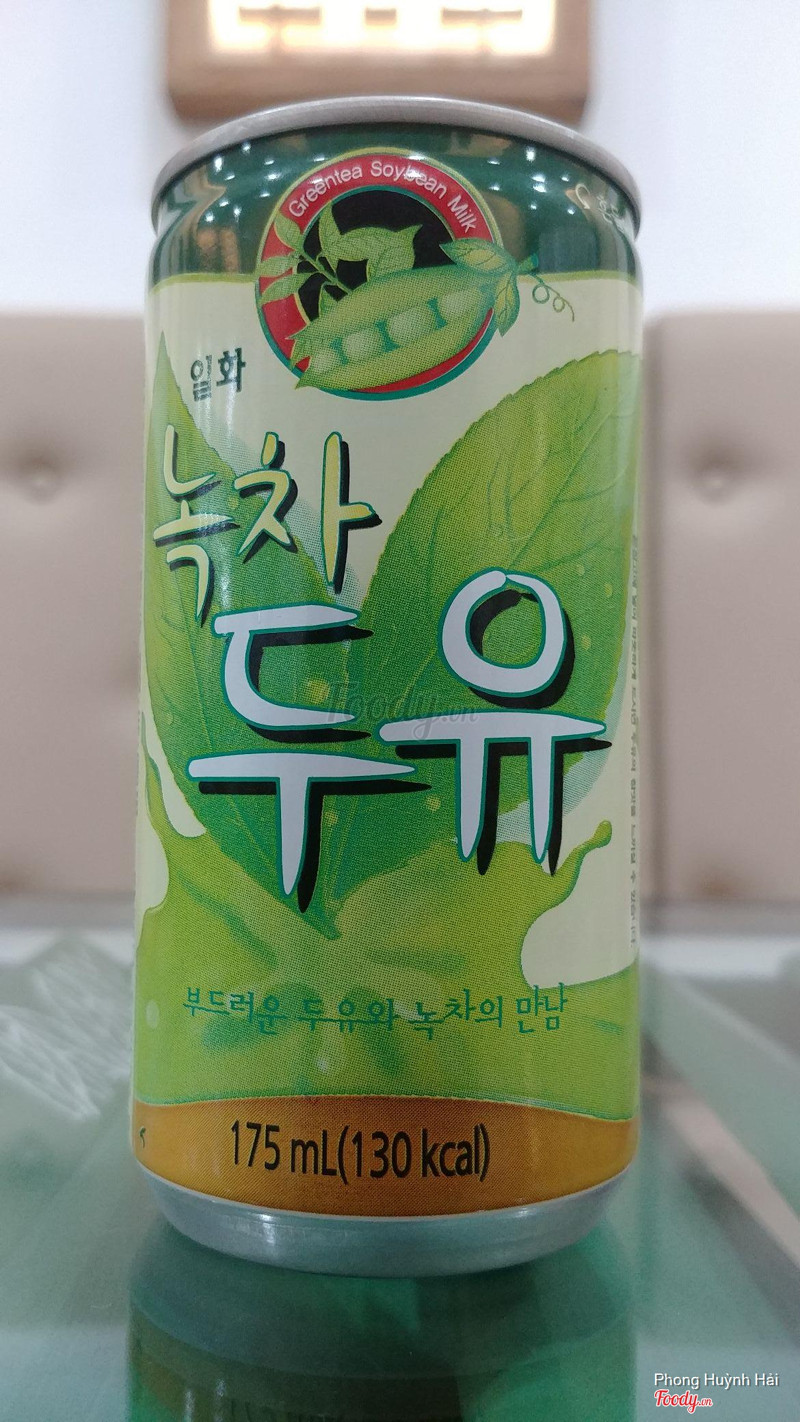 Greentea Soybean Milk
일화
녹차
두유
Foody.vn
부드러운 두유와 녹차의 만남
175 mL(130 kcal)
Phong Huỳnh Hải
Foody.vn